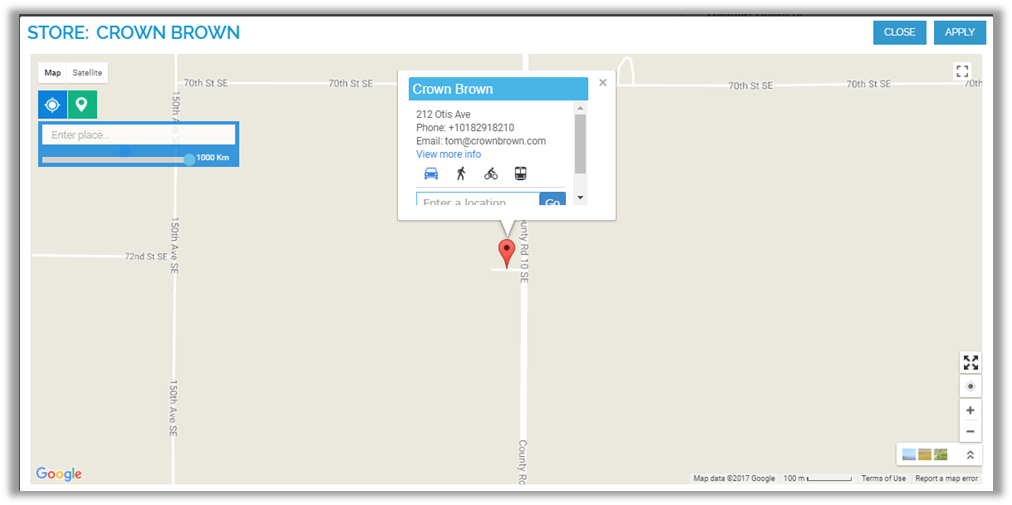 STORE: CROWN BROWN
CLOSE
APPLY
Map
Satellite
70th St SE
70th St SE
70th St SE
70th St SE
70th
150th Ave SE
Enter place...
1000 Km
Crown Brown
×
212 Otis Ave
Phone: +10182918210
Email: tom@crownbrown.com
View more info
Enter a location
Go
150th Ave SE
72nd St SE
ounty Rd 10 SE
150th Ave SE
County Rd
Google
Map data ©2017 Google
100 m
Terms of Use
Report a map error